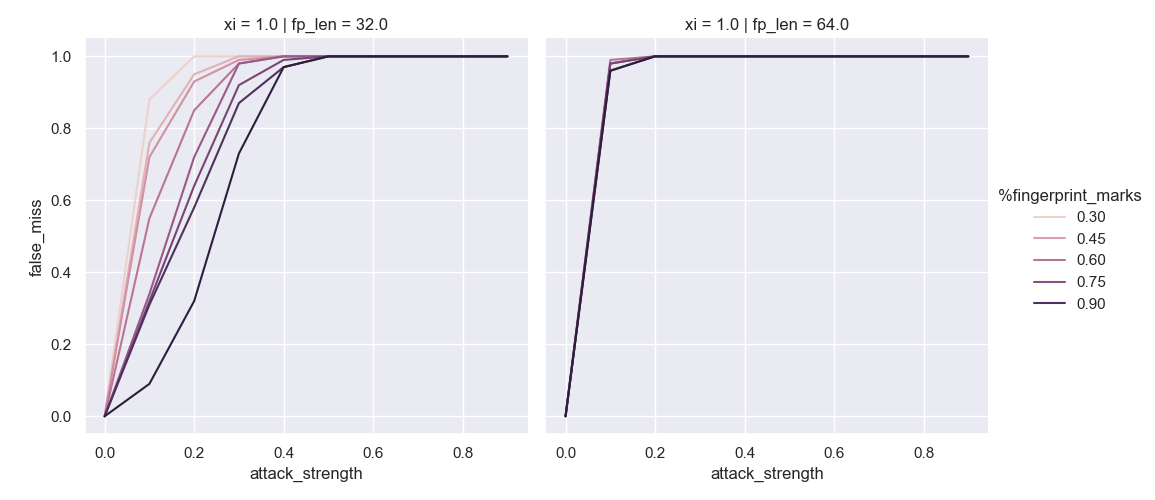 xi = 1.0 | fp_len = 32.0
xi = 1.0 | fp_len = 64.0
1.0
0.8
0.6
0.4
0.2
0.0
false_miss
0.0 0.2 0.4 0.6 0.8
attack_strength
0.0 0.2 0.4 0.6 0.8
attack_strength
%fingerprint_marks
0.30
0.45
0.60
0.75
0.90